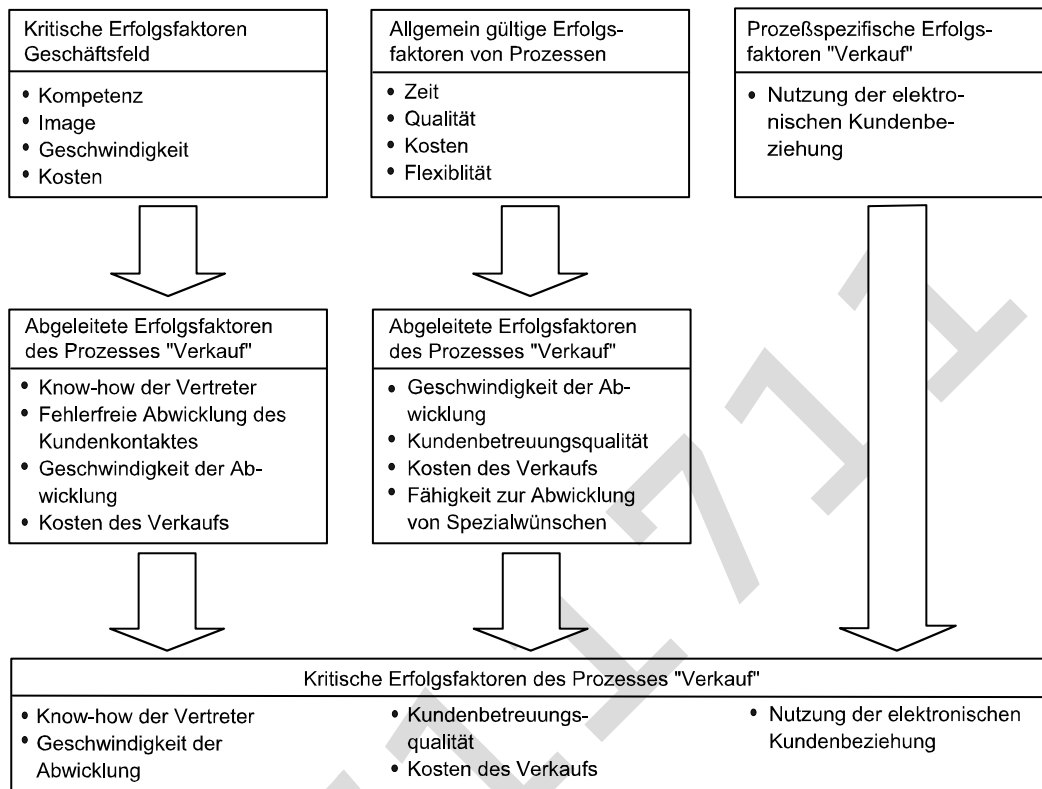 Kritische Erfolgsfaktoren
Geschäftsfeld
• Kompetenz
• Image
• Geschwindigkeit
• Kosten
Allgemein gültige Erfolgs-
faktoren von Prozessen
• Zeit
• Qualität
• Kosten
• Flexiblität
Prozeßspezifische Erfolgs-
faktoren "Verkauf"
• Nutzung der elektro-
nischen Kundenbe-
ziehung
Abgeleitete Erfolgsfaktoren
des Prozesses "Verkauf"
• Know-how der Vertreter
• Fehlerfreie Abwicklung des
Kundenkontaktes
• Geschwindigkeit der Ab-
wicklung
• Kosten des Verkaufs
Abgeleitete Erfolgsfaktoren
des Prozesses "Verkauf"
• Geschwindigkeit der Ab-
wicklung
• Kundenbetreuungsqualität
• Kosten des Verkaufs
• Fähigkeit zur Abwicklung
von Spezialwünschen
Kritische Erfolgsfaktoren des Prozesses "Verkauf"
• Know-how der Vertreter
• Geschwindigkeit der
Abwicklung
• Kundenbetreuungs-
qualität
• Kosten des Verkaufs
• Nutzung der elektronischen
Kundenbeziehung